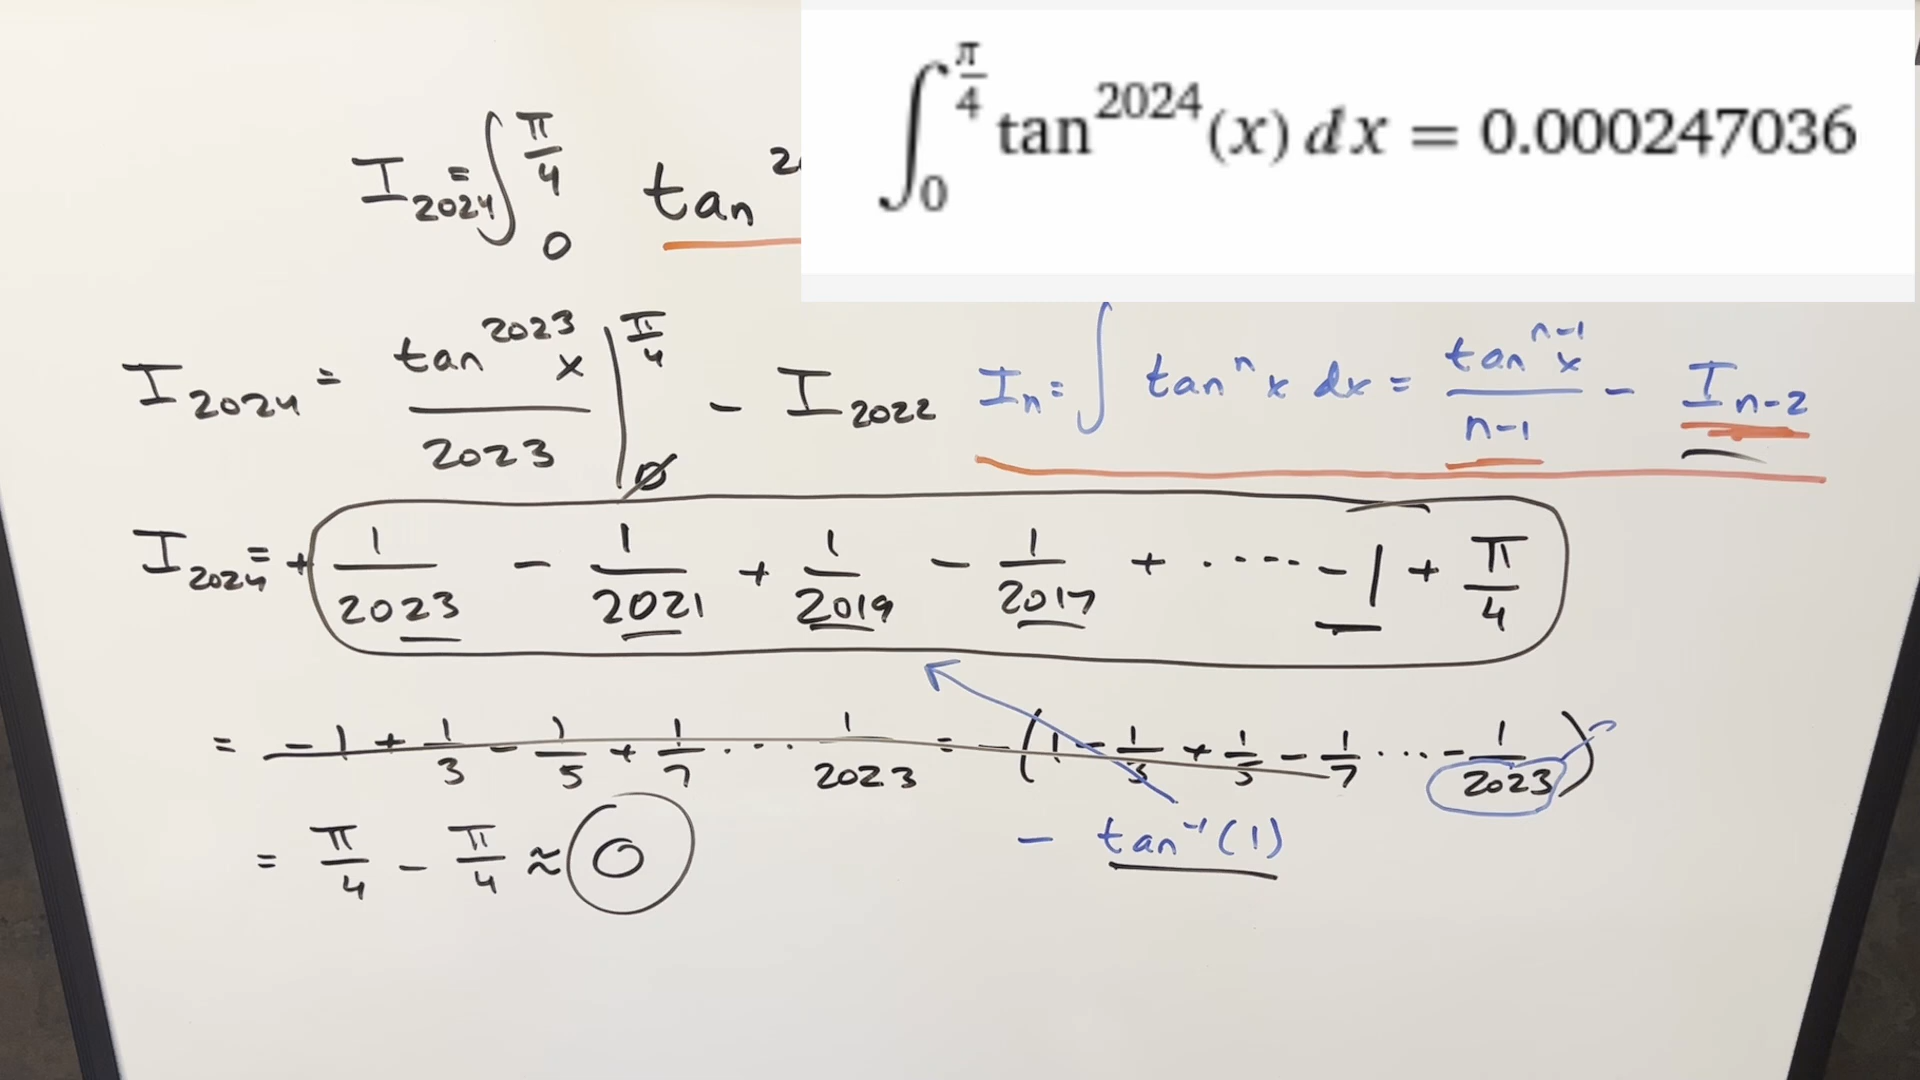 ∫_0^{π/4} tan^{2024}(x) dx = 0.000247036
I_{2024} = ∫_0^{π/4} tan^2
I_{2024} = tan^{2023} x / 2023 |_0^{π/4} - I_{2022}
I_n = ∫ tan^n x dx = tan^{n-1} x / n-1 - I_{n-2}
I_{2024} = + 1/2023 - 1/2021 + 1/2019 - 1/2017 + ····· - 1 + π/4
= - 1 + 1/3 - 1/5 + 1/7 ···· 1/2023 = - (1 - 1/3 + 1/5 - 1/7 ··· - 1/2023)
- tan^{-1}(1)
= π/4 - π/4 ≈ 0